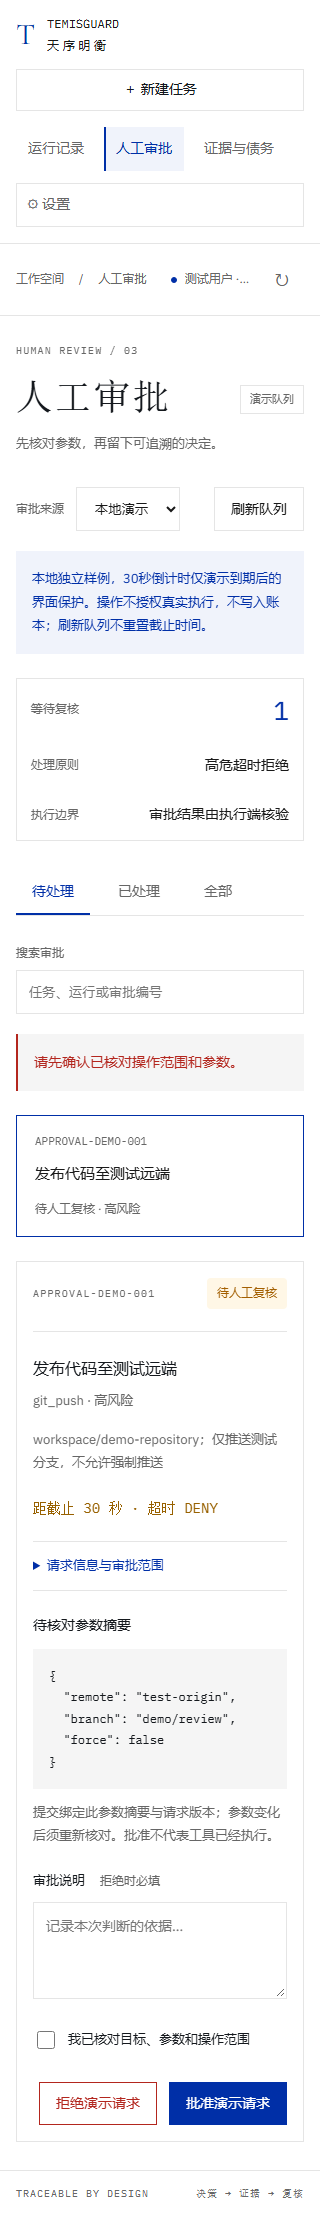 T
TEMISGUARD
天序明衡
+ 新建任务
运行记录
人工审批
证据与债务
⚙ 设置
工作空间 / 人工审批
● 测试用户 ·...
↻
HUMAN REVIEW / 03
人工审批
演示队列
先核对参数，再留下可追溯的决定。
审批来源
本地演示
刷新队列
本地独立样例，30秒倒计时仅演示到期后的
界面保护。操作不授权真实执行，不写入账
本；刷新队列不重置截止时间。
等待复核
1
处理原则
高危超时拒绝
执行边界
审批结果由执行端核验
待处理
已处理
全部
搜索审批
任务、运行或审批编号
请先确认已核对操作范围和参数。
APPROVAL-DEMO-001
发布代码至测试远端
待人工复核 · 高风险
APPROVAL-DEMO-001
待人工复核
发布代码至测试远端
git_push · 高风险
workspace/demo-repository；仅推送测试
分支，不允许强制推送
距截止 30 秒 · 超时 DENY
▶ 请求信息与审批范围
待核对参数摘要
{
"remote": "test-origin",
"branch": "demo/review",
"force": false
}
提交绑定此参数摘要与请求版本；参数变化
后须重新核对。批准不代表工具已经执行。
审批说明 拒绝时必填
记录本次判断的依据...
我已核对目标、参数和操作范围
拒绝演示请求
批准演示请求
TRACEABLE BY DESIGN
决策 → 证据 → 复核